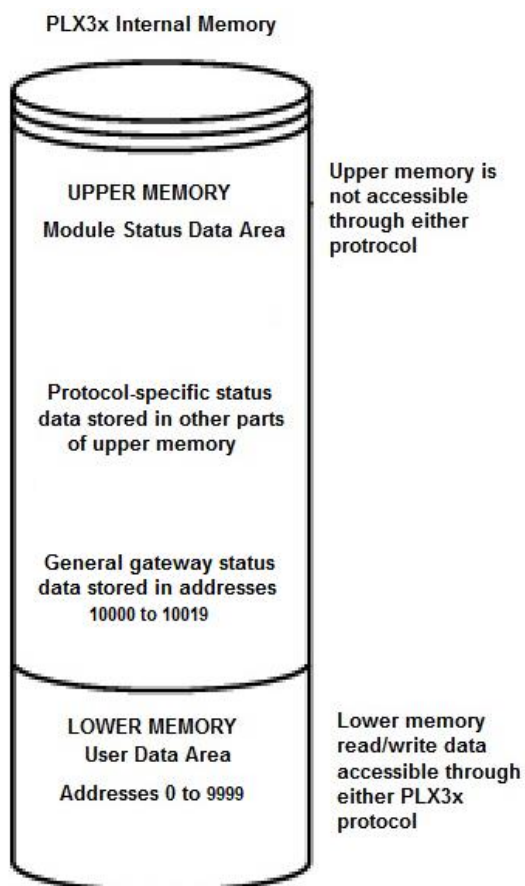 PLX3x Internal Memory
UPPER MEMORY
Module Status Data Area
Upper memory is
not accessible
through either
protrocol
Protocol-specific status
data stored in other parts
of upper memory
General gateway status
data stored in addresses
10000 to 10019
LOWER MEMORY
User Data Area
Addresses 0 to 9999
Lower memory
read/write data
accessible through
either PLX3x
protocol